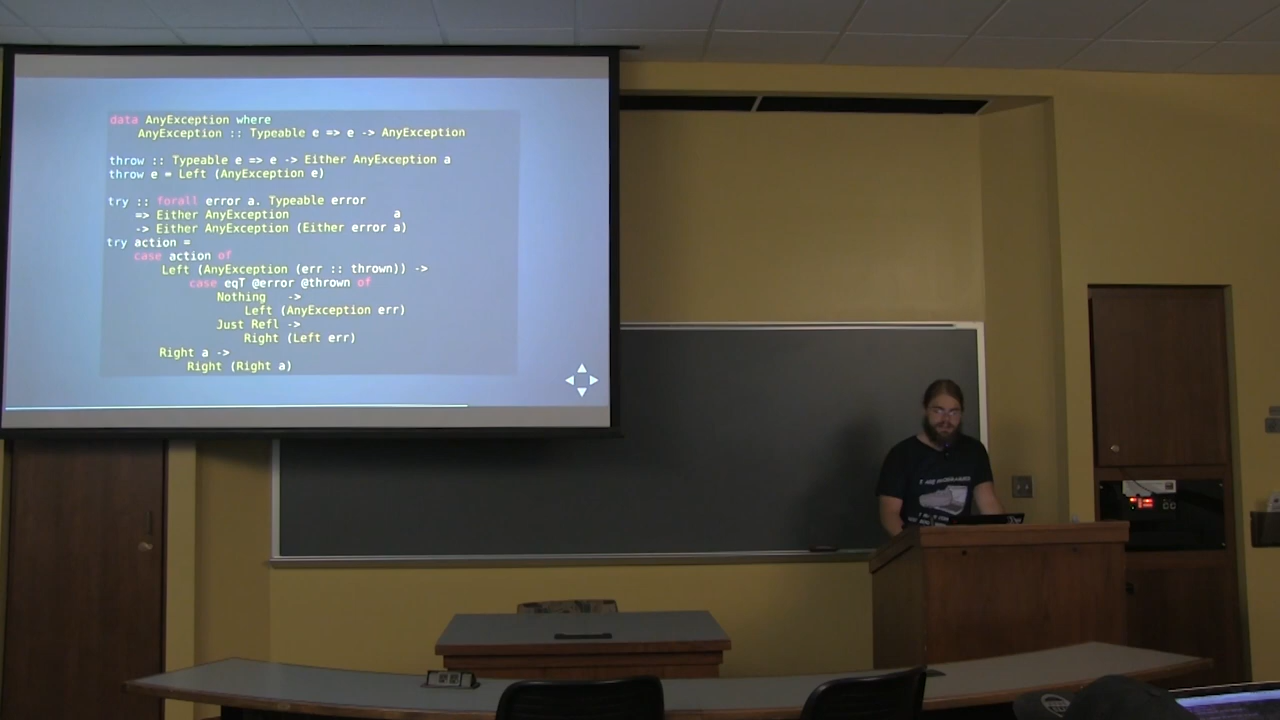 data AnyException where
    AnyException :: Typeable e => e -> AnyException
throw :: Typeable e => e -> Either AnyException a
throw e = Left (AnyException e)
try :: forall error a. Typeable error
    => Either AnyException               a
    -> Either AnyException (Either error a)
try action =
    case action of
        Left (AnyException (err :: thrown)) ->
            case eqT @error @thrown of
                Nothing   ->
                    Left (AnyException err)
                Just Refl ->
                    Right (Left err)
        Right a ->
            Right (Right a)